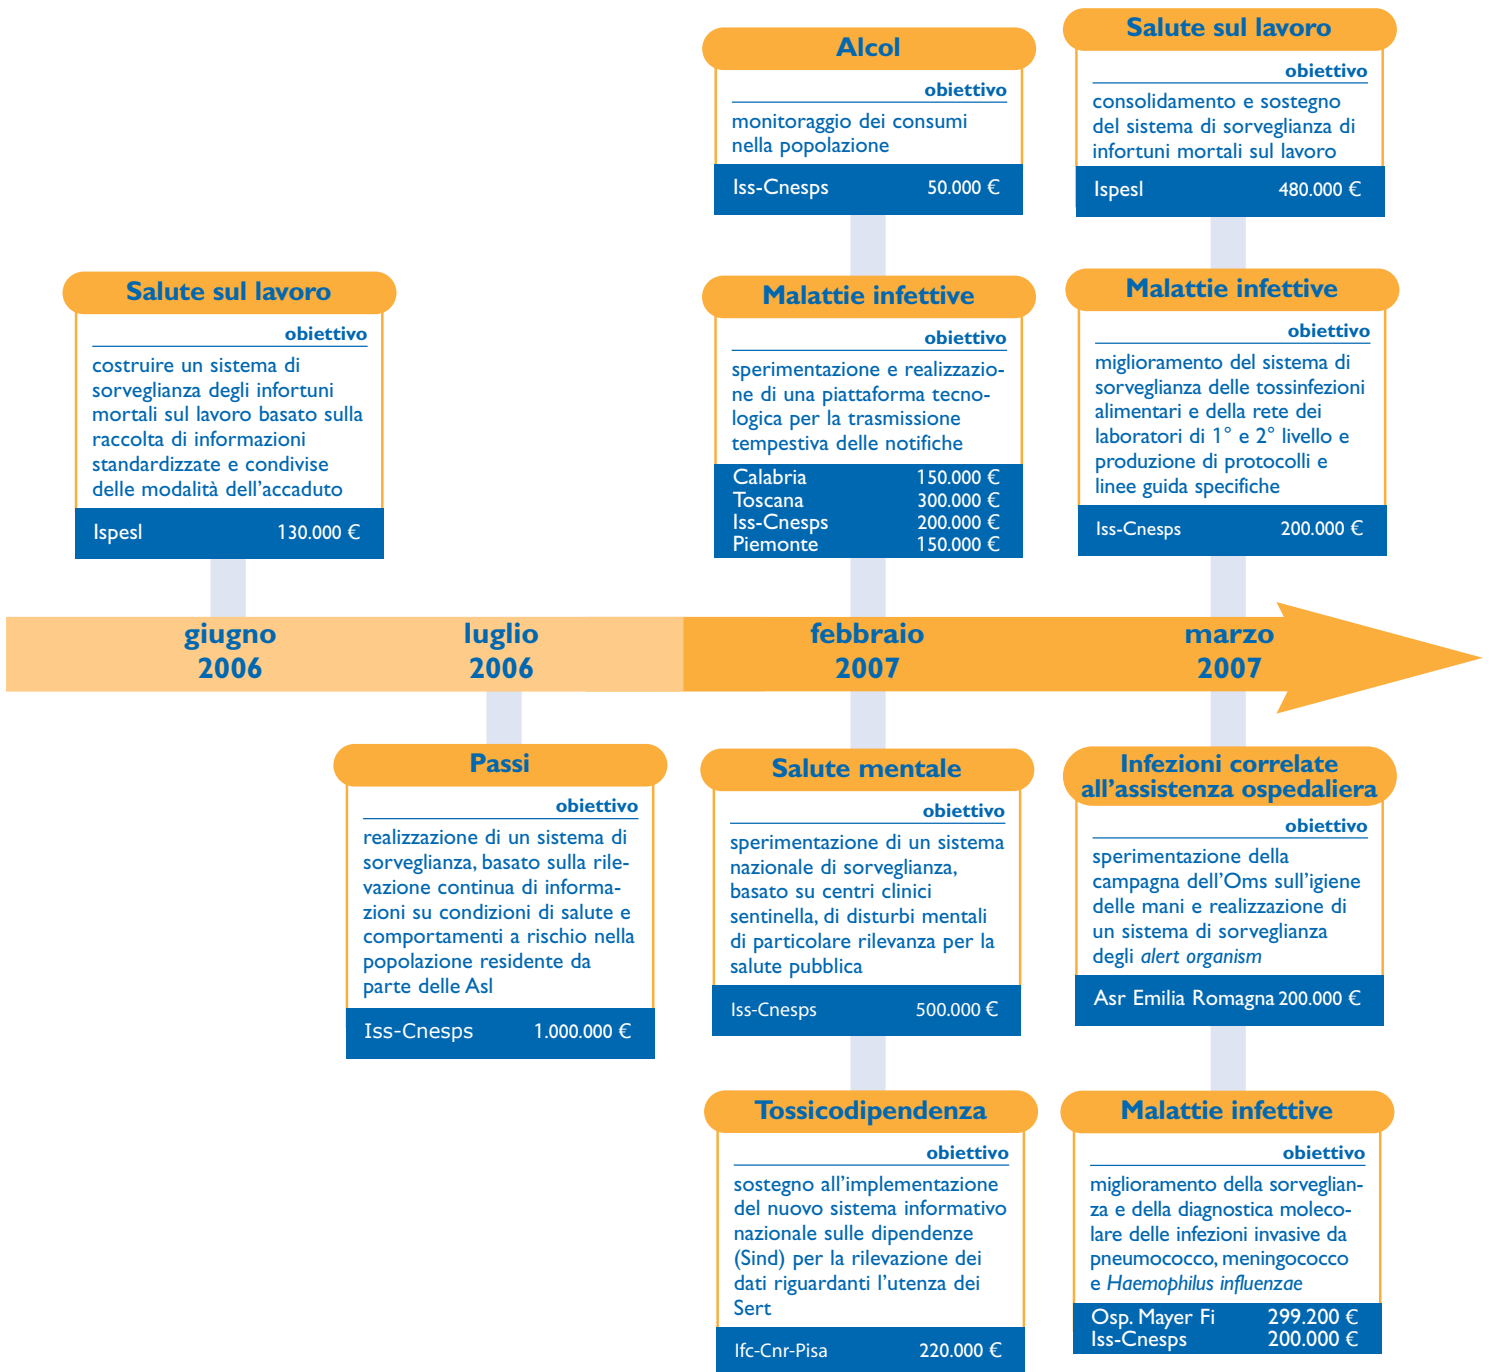 Alcol
obiettivo
monitoraggio dei consumi
nella popolazione
Iss-Cnesps 50.000 €
Salute sul lavoro
obiettivo
consolidamento e sostegno
del sistema di sorveglianza di
infortuni mortali sul lavoro
Ispesl 480.000 €
Salute sul lavoro
obiettivo
costruire un sistema di
sorveglianza degli infortuni
mortali sul lavoro basato sulla
raccolta di informazioni
standardizzate e condivise
delle modalità dell’accaduto
Ispesl 130.000 €
Malattie infettive
obiettivo
sperimentazione e realizzazio-
ne di una piattaforma tecno-
logica per la trasmissione
tempestiva delle notifiche
Calabria 150.000 €
Toscana 300.000 €
Iss-Cnesps 200.000 €
Piemonte 150.000 €
Malattie infettive
obiettivo
miglioramento del sistema di
sorveglianza delle tossinfezioni
alimentari e della rete dei
laboratori di 1° e 2° livello e
produzione di protocolli e
linee guida specifiche
Iss-Cnesps 200.000 €
giugno
2006
luglio
2006
febbraio
2007
marzo
2007
Passi
obiettivo
realizzazione di un sistema di
sorveglianza, basato sulla rile-
vazione continua di informa-
zioni su condizioni di salute e
comportamenti a rischio nella
popolazione residente da
parte delle Asl
Iss-Cnesps 1.000.000 €
Salute mentale
obiettivo
sperimentazione di un sistema
nazionale di sorveglianza,
basato su centri clinici
sentinella, di disturbi mentali
di particolare rilevanza per la
salute pubblica
Iss-Cnesps 500.000 €
Infezioni correlate
all’assistenza ospedaliera
obiettivo
sperimentazione della
campagna dell’Oms sull’igiene
delle mani e realizzazione di
un sistema di sorveglianza
degli alert organism
Asr Emilia Romagna 200.000 €
Tossicodipendenza
obiettivo
sostegno all’implementazione
del nuovo sistema informativo
nazionale sulle dipendenze
(Sind) per la rilevazione dei
dati riguardanti l’utenza dei
Sert
Ifc-Cnr-Pisa 220.000 €
Malattie infettive
obiettivo
miglioramento della sorveglian-
za e della diagnostica moleco-
lare delle infezioni invasive da
pneumococco, meningococco
e Haemophilus influenzae
Osp. Mayer Fi 299.200 €
Iss-Cnesps 200.000 €